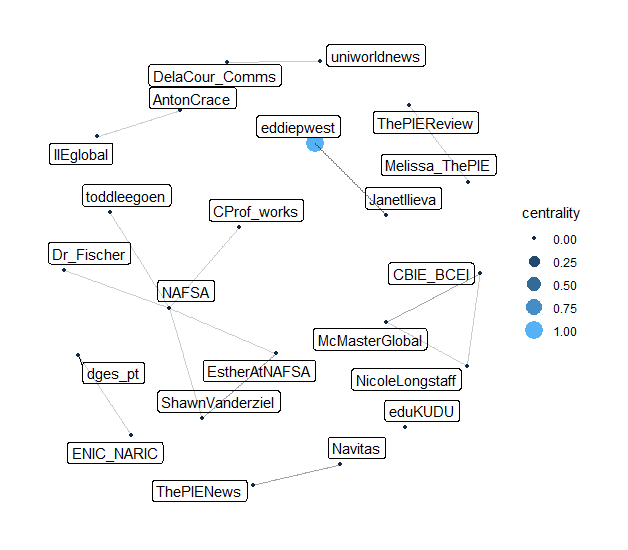 uniworldnews
DelaCour_Comms
AntonCrace
IIEglobal
eddiepwest
ThePIEReview
Melissa_ThePIE
JanetIlieva
toddleegoen
CProf_works
Dr_Fischer
NAFSA
CBIE_BCEI
McMasterGlobal
NicoleLongstaff
EstherAtNAFSA
dges_pt
ShawnVanderziel
eduKUDU
ENIC_NARIC
Navitas
ThePIENews
centrality
0.00
0.25
0.50
0.75
1.00